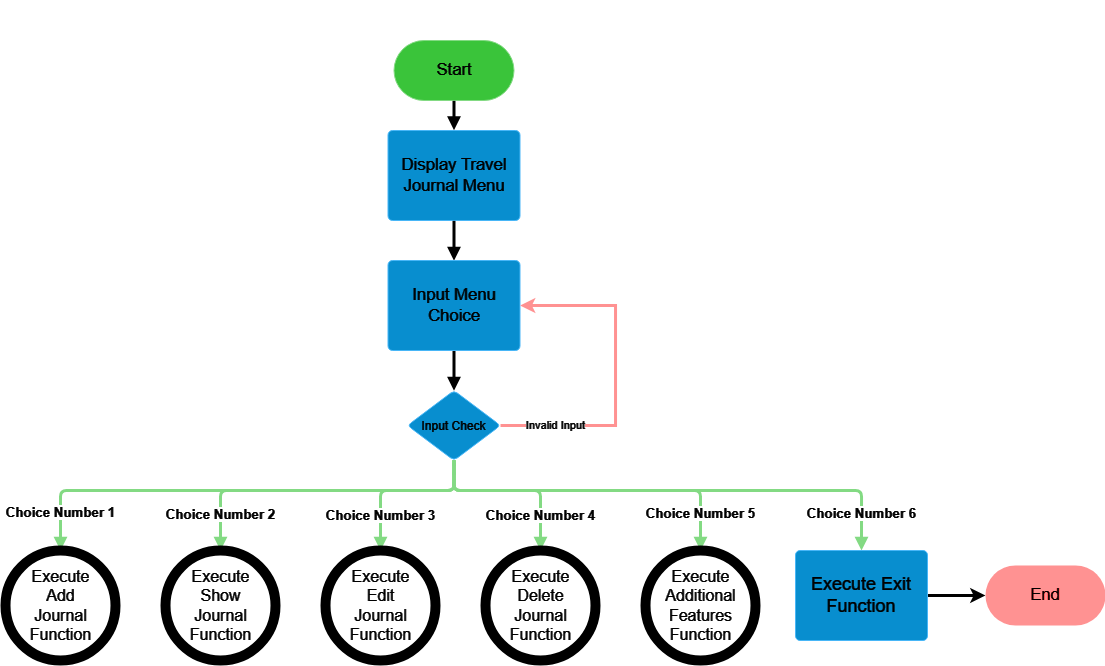 Start
Display Travel
Journal Menu
Input Menu
Choice
Input Check
Invalid Input
Choice Number 1
Choice Number 2
Choice Number 3
Choice Number 4
Choice Number 5
Choice Number 6
Execute
Add
Journal
Function
Execute
Show
Journal
Function
Execute
Edit
Journal
Function
Execute
Delete
Journal
Function
Execute
Additional
Features
Function
Execute Exit
Function
End